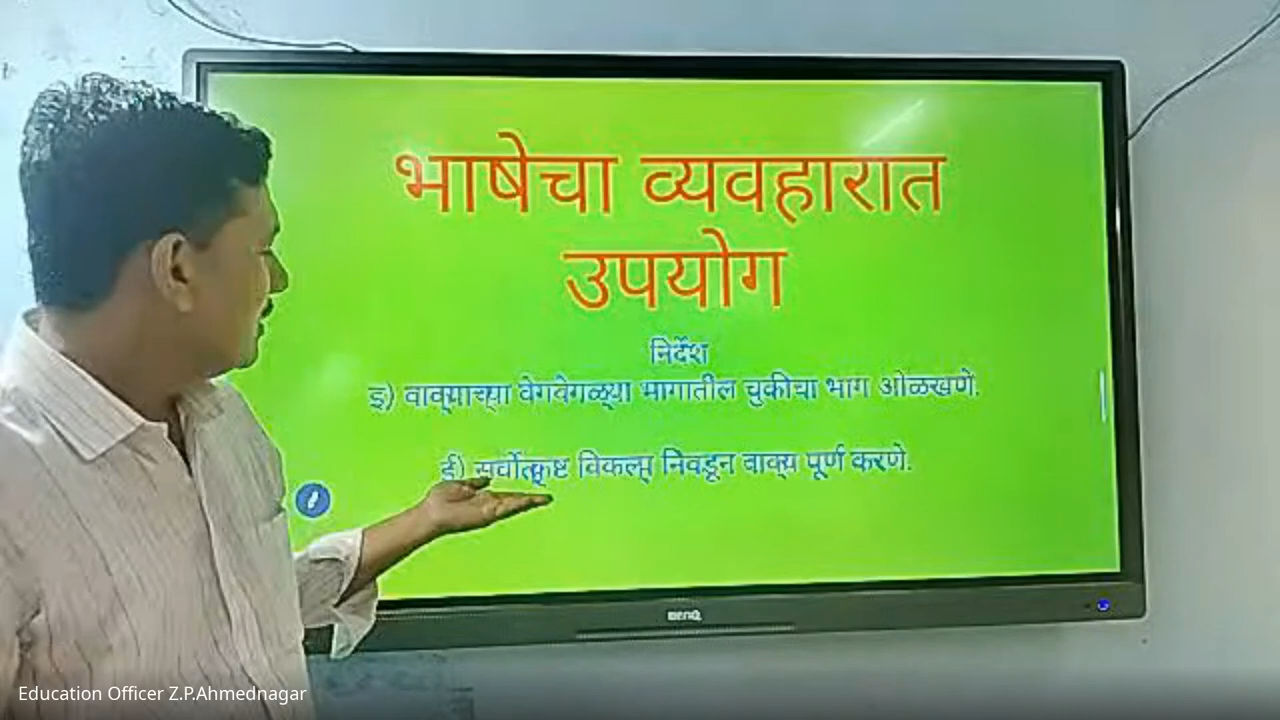 भाषेचा व्यवहारात
उपयोग
निर्देश
इ) वाक्याच्या वेगवेगळ्या भागातील चुकीचा भाग ओळखणे.
ई) सर्वोत्कृष्ट विकल्प निवडून वाक्य पूर्ण करणे.
BenQ
Education Officer Z.P.Ahmednagar